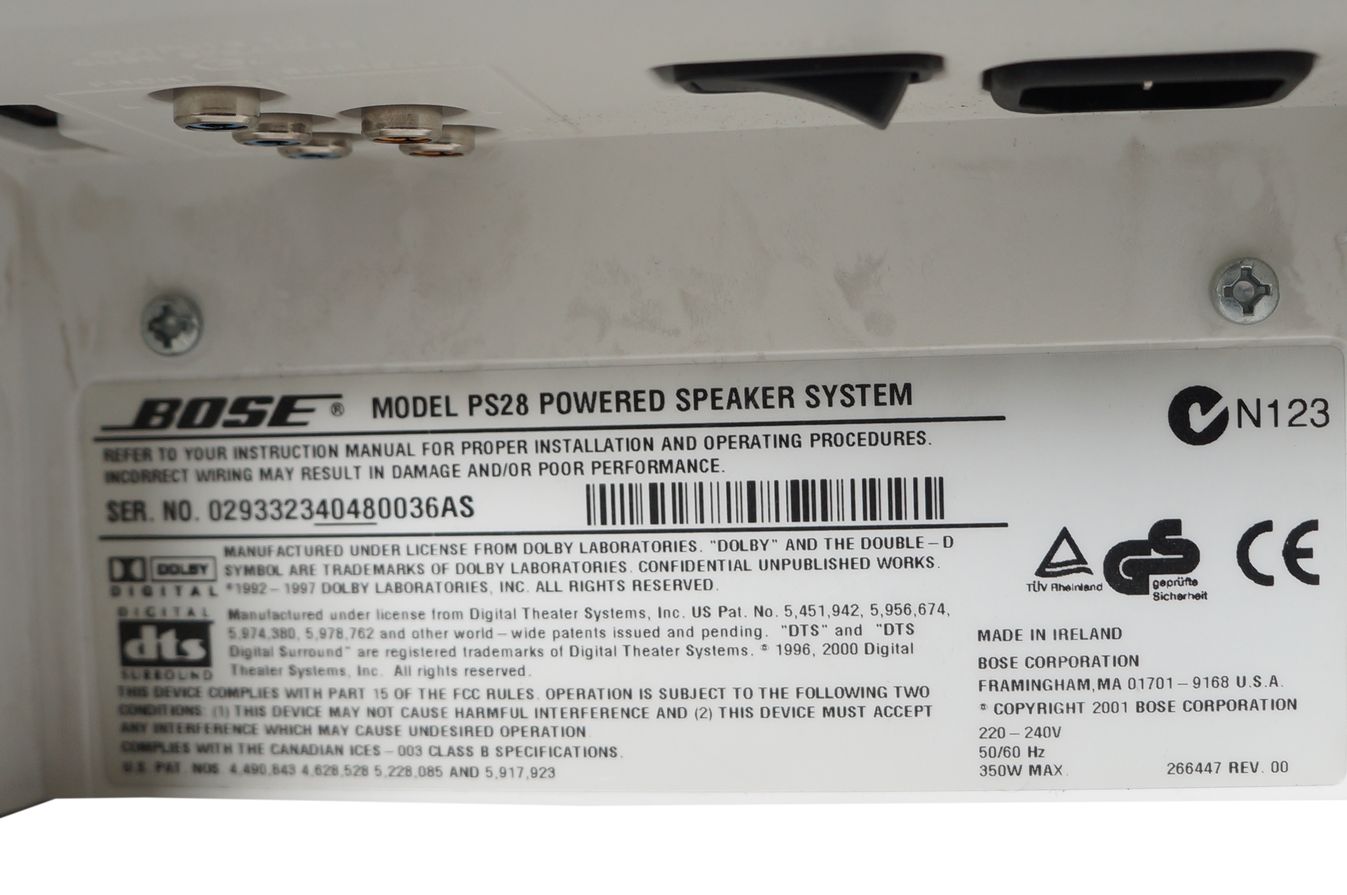 BOSE® MODEL PS28 POWERED SPEAKER SYSTEM
REFER TO YOUR INSTRUCTION MANUAL FOR PROPER INSTALLATION AND OPERATING PROCEDURES.
INCORRECT WIRING MAY RESULT IN DAMAGE AND/OR POOR PERFORMANCE.
SER. NO. 029332340480036AS
MANUFACTURED UNDER LICENSE FROM DOLBY LABORATORIES. "DOLBY" AND THE DOUBLE-D
SYMBOL ARE TRADEMARKS OF DOLBY LABORATORIES. CONFIDENTIAL UNPUBLISHED WORKS.
©1992-1997 DOLBY LABORATORIES, INC. ALL RIGHTS RESERVED.
DOLBY
DIGITAL
DIGITAL
dts
SURROUND
Manufactured under license from Digital Theater Systems, Inc. US Pat. No. 5,451,942, 5,956,674,
5,974,380, 5,978,762 and other world-wide patents issued and pending. "DTS" and "DTS
Digital Surround" are registered trademarks of Digital Theater Systems. © 1996, 2000 Digital
Theater Systems, Inc. All rights reserved.
THIS DEVICE COMPLIES WITH PART 15 OF THE FCC RULES. OPERATION IS SUBJECT TO THE FOLLOWING TWO
CONDITIONS: (1) THIS DEVICE MAY NOT CAUSE HARMFUL INTERFERENCE AND (2) THIS DEVICE MUST ACCEPT
ANY INTERFERENCE WHICH MAY CAUSE UNDESIRED OPERATION.
COMPLIES WITH THE CANADIAN ICES-003 CLASS B SPECIFICATIONS.
U.S. PAT. NOS 4,490,843 4,628,528 5,228,085 AND 5,917,923
N123
TÜV Rheinland
geprüfte
Sicherheit
CE
MADE IN IRELAND
BOSE CORPORATION
FRAMINGHAM,MA 01701-9168 U.S.A.
© COPYRIGHT 2001 BOSE CORPORATION
220-240V
50/60 Hz
350W MAX.
266447 REV. 00